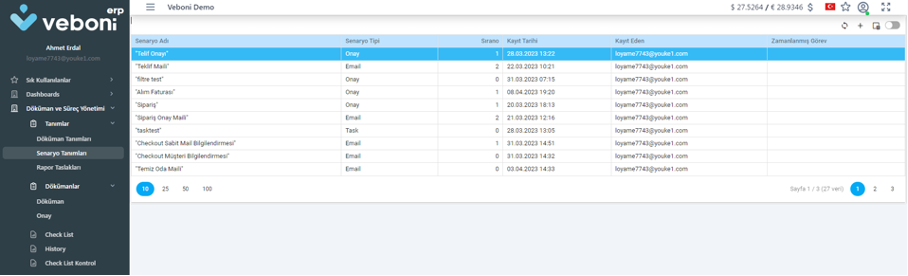 erp
veboni
Veboni Demo
$ 27.5264 / € 28.9346 $
Ahmet Erdal
loyame7743@youke1.com
Sık Kullanılanlar
Dashboards
Döküman ve Süreç Yönetimi
Tanımlar
Döküman Tanımları
Senaryo Tanımları
Rapor Taslakları
Dökümanlar
Döküman
Onay
Check List
History
Check List Kontrol
Senaryo Adı Senaryo Tipi Sırano Kayıt Tarihi Kayıt Eden Zamanlanmış Görev
"Telif Onayı" Onay 1 28.03.2023 13:22 loyame7743@youke1.com
"Teklif Maili" Email 2 22.03.2023 10:21 loyame7743@youke1.com
"filtre test" Onay 0 31.03.2023 07:15 loyame7743@youke1.com
"Alım Faturası" Onay 1 08.04.2023 19:20 loyame7743@youke1.com
"Sipariş" Onay 1 20.03.2023 18:13 loyame7743@youke1.com
"Sipariş Onay Maili" Email 2 21.03.2023 12:16 loyame7743@youke1.com
"tasktest" Task 0 28.03.2023 13:05 loyame7743@youke1.com
"Checkout Sabit Mail Bilgilendirmesi" Email 1 31.03.2023 14:51 loyame7743@youke1.com
"Checkout Müşteri Bilgilendirmesi" Email 0 31.03.2023 14:32 loyame7743@youke1.com
"Temiz Oda Maili" Email 0 03.04.2023 14:33 loyame7743@youke1.com
10 25 50 100 Sayfa 1 / 3 (27 veri) 1 2 3